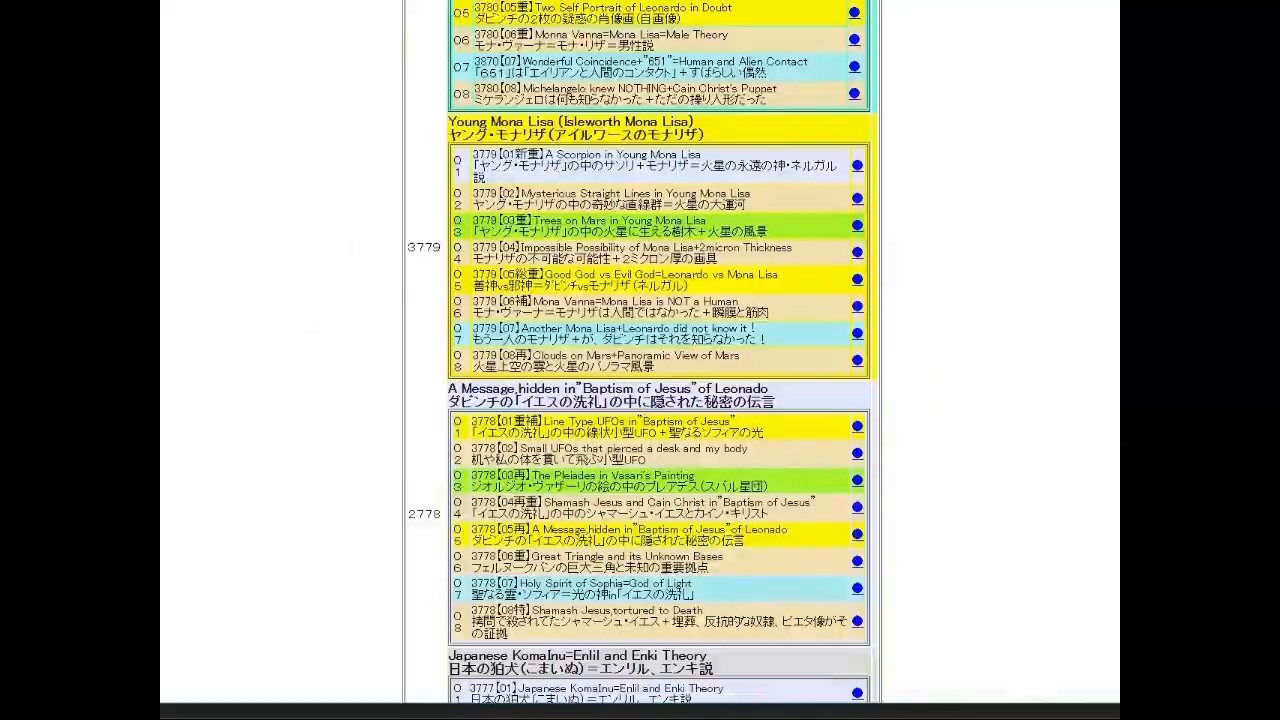 05 3780【05重】Two Self Portrait of Leonardo in Doubt
ダビンチの2枚の疑惑の肖像画(自画像)
06 3780【06重】Monna Vanna=Mona Lisa=Male Theory
モナ・ヴァーナ=モナ・リザ=男性説
07 3870【07】Wonderful Coincidence+"651"=Human and Alien Contact
「651」は「エイリアンと人間のコンタクト」+すばらしい偶然
08 3780【08】Michelangelo knew NOTHING+Cain Christ's Puppet
ミケランジェロは何も知らなかった+ただの操り人形だった
Young Mona Lisa (Isleworth Mona Lisa)
ヤング・モナリザ(アイルワースのモナリザ)
3779
01 3779【01新重】A Scorpion in Young Mona Lisa
「ヤング・モナリザ」の中のサソリ+モナリザ=火星の永遠の神・ネルガル
説
02 3779【02】Mysterious Straight Lines in Young Mona Lisa
ヤング・モナリザの中の奇妙な直線群=火星の大運河
03 3779【03重】Trees on Mars in Young Mona Lisa
「ヤング・モナリザ」の中の火星に生える樹木+火星の風景
04 3779【04】Impossible Possibility of Mona Lisa+2micron Thickness
モナリザの不可能な可能性+2ミクロン厚の画具
05 3779【05総重】Good God vs Evil God=Leonardo vs Mona Lisa
善神vs邪神=ダビンチvsモナリザ(ネルガル)
06 3779【06補】Mona Vanna=Mona Lisa is NOT a Human
モナ・ヴァーナ=モナリザは人間ではなかった+瞬膜と筋肉
07 3779【07】Another Mona Lisa+Leonardo did not know it!
もう一人のモナリザ+が、ダビンチはそれを知らなかった!
08 3779【08再】Clouds on Mars+Panoramic View of Mars
火星上空の雲と火星のパノラマ風景
A Message,hidden in"Baptism of Jesus"of Leonado
ダビンチの「イエスの洗礼」の中に隠された秘密の伝言
2778
01 3778【01重補】Line Type UFOs in"Baptism of Jesus"
「イエスの洗礼」の中の線状小型UFO+聖なるソフィアの光
02 3778【02】Small UFOs that pierced a desk and my body
机や私の体を貫いて飛ぶ小型UFO
03 3778【03再】The Pleiades in Vasari's Painting
ジオルジオ・ヴァザーリの絵の中のプレアデス(スバル星団)
04 3778【04再重】Shamash Jesus and Cain Christ in"Baptism of Jesus"
「イエスの洗礼」の中のシャマーシュ・イエスとカイン・キリスト
05 3778【05再】A Message,hidden in"Baptism of Jesus"of Leonado
ダビンチの「イエスの洗礼」の中に隠された秘密の伝言
06 3778【06重】Great Triangle and its Unknown Bases
フェルヌークバンの巨大三角と未知の重要拠点
07 3778【07】Holy Spirit of Sophia=God of Light
聖なる霊・ソフィア=光の神in「イエスの洗礼」
08 3778【08特】Shamash Jesus,tortured to Death
拷問で殺されてたシャマーシュ・イエス+埋葬、反抗的な奴隷、ピエタ像がそ
の証拠
Japanese KomaInu=Enlil and Enki Theory
日本の狛犬(こまいぬ)=エンリル、エンキ説
01 3777【01】Japanese KomaInu=Enlil and Enki Theory
日本の狛犬(こまいぬ)=エンリル、エンキ説